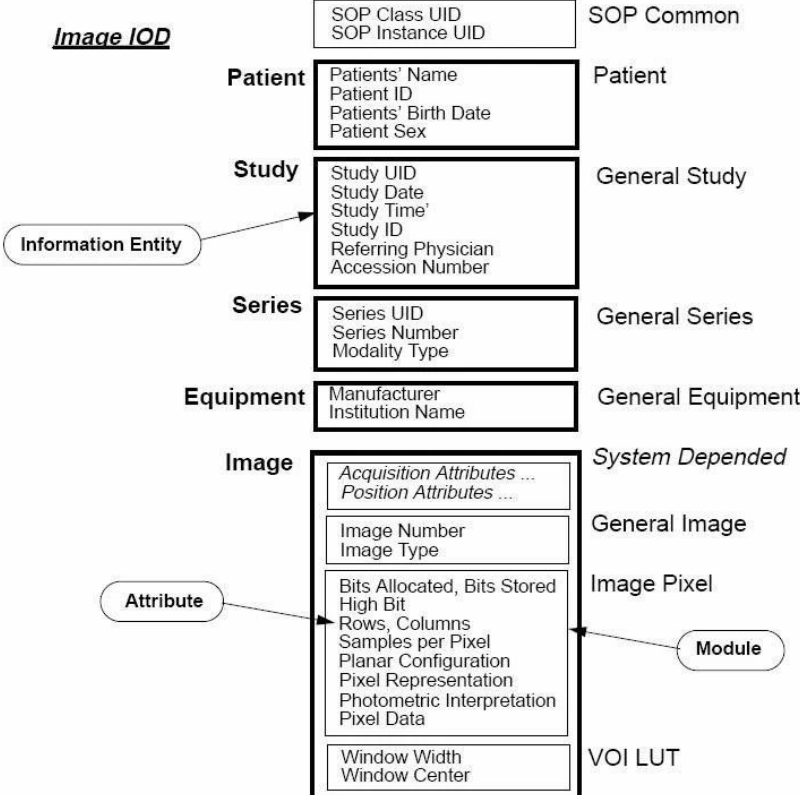 Image IOD
SOP Class UID
SOP Instance UID
SOP Common
Patient
Patients' Name
Patient ID
Patients' Birth Date
Patient Sex
Patient
Study
Study UID
Study Date
Study Time'
Study ID
Referring Physician
Accession Number
General Study
Information Entity
Series
Series UID
Series Number
Modality Type
General Series
Equipment
Manufacturer
Institution Name
General Equipment
Image
System Depended
Acquisition Attributes ...
Position Attributes ...
Image Number
Image Type
General Image
Bits Allocated, Bits Stored
High Bit
Rows, Columns
Samples per Pixel
Planar Configuration
Pixel Representation
Photometric Interpretation
Pixel Data
Image Pixel
Attribute
Module
Window Width
Window Center
VOI LUT